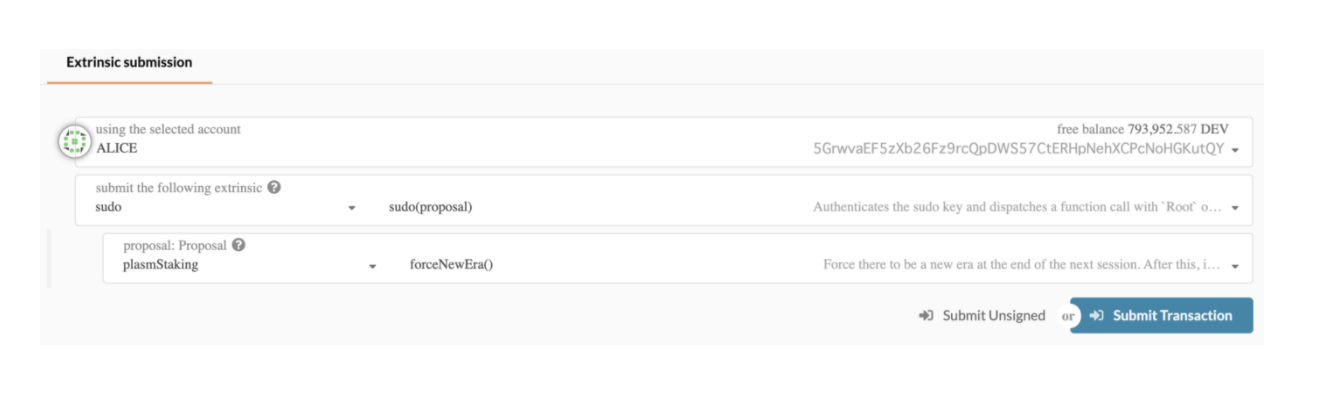 Extrinsic submission
using the selected account
free balance 793,952.587 DEV
ALICE
5GrwvaEF5zXb26Fz9rcQpDWS57CtERHpNehXCPcNoHGKutQY
submit the following extrinsic
sudo
sudo(proposal)
Authenticates the sudo key and dispatches a function call with `Root` o…
proposal: Proposal
plasmStaking
forceNewEra()
Force there to be a new era at the end of the next session. After this, i…
Submit Unsigned
or
Submit Transaction